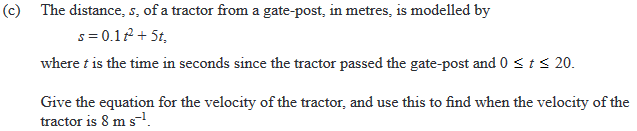 (c) The distance, s, of a tractor from a gate-post, in metres, is modelled by
s = 0.1t² + 5t,
where t is the time in seconds since the tractor passed the gate-post and 0 ≤ t ≤ 20.
Give the equation for the velocity of the tractor, and use this to find when the velocity of the
tractor is 8 m s⁻¹.